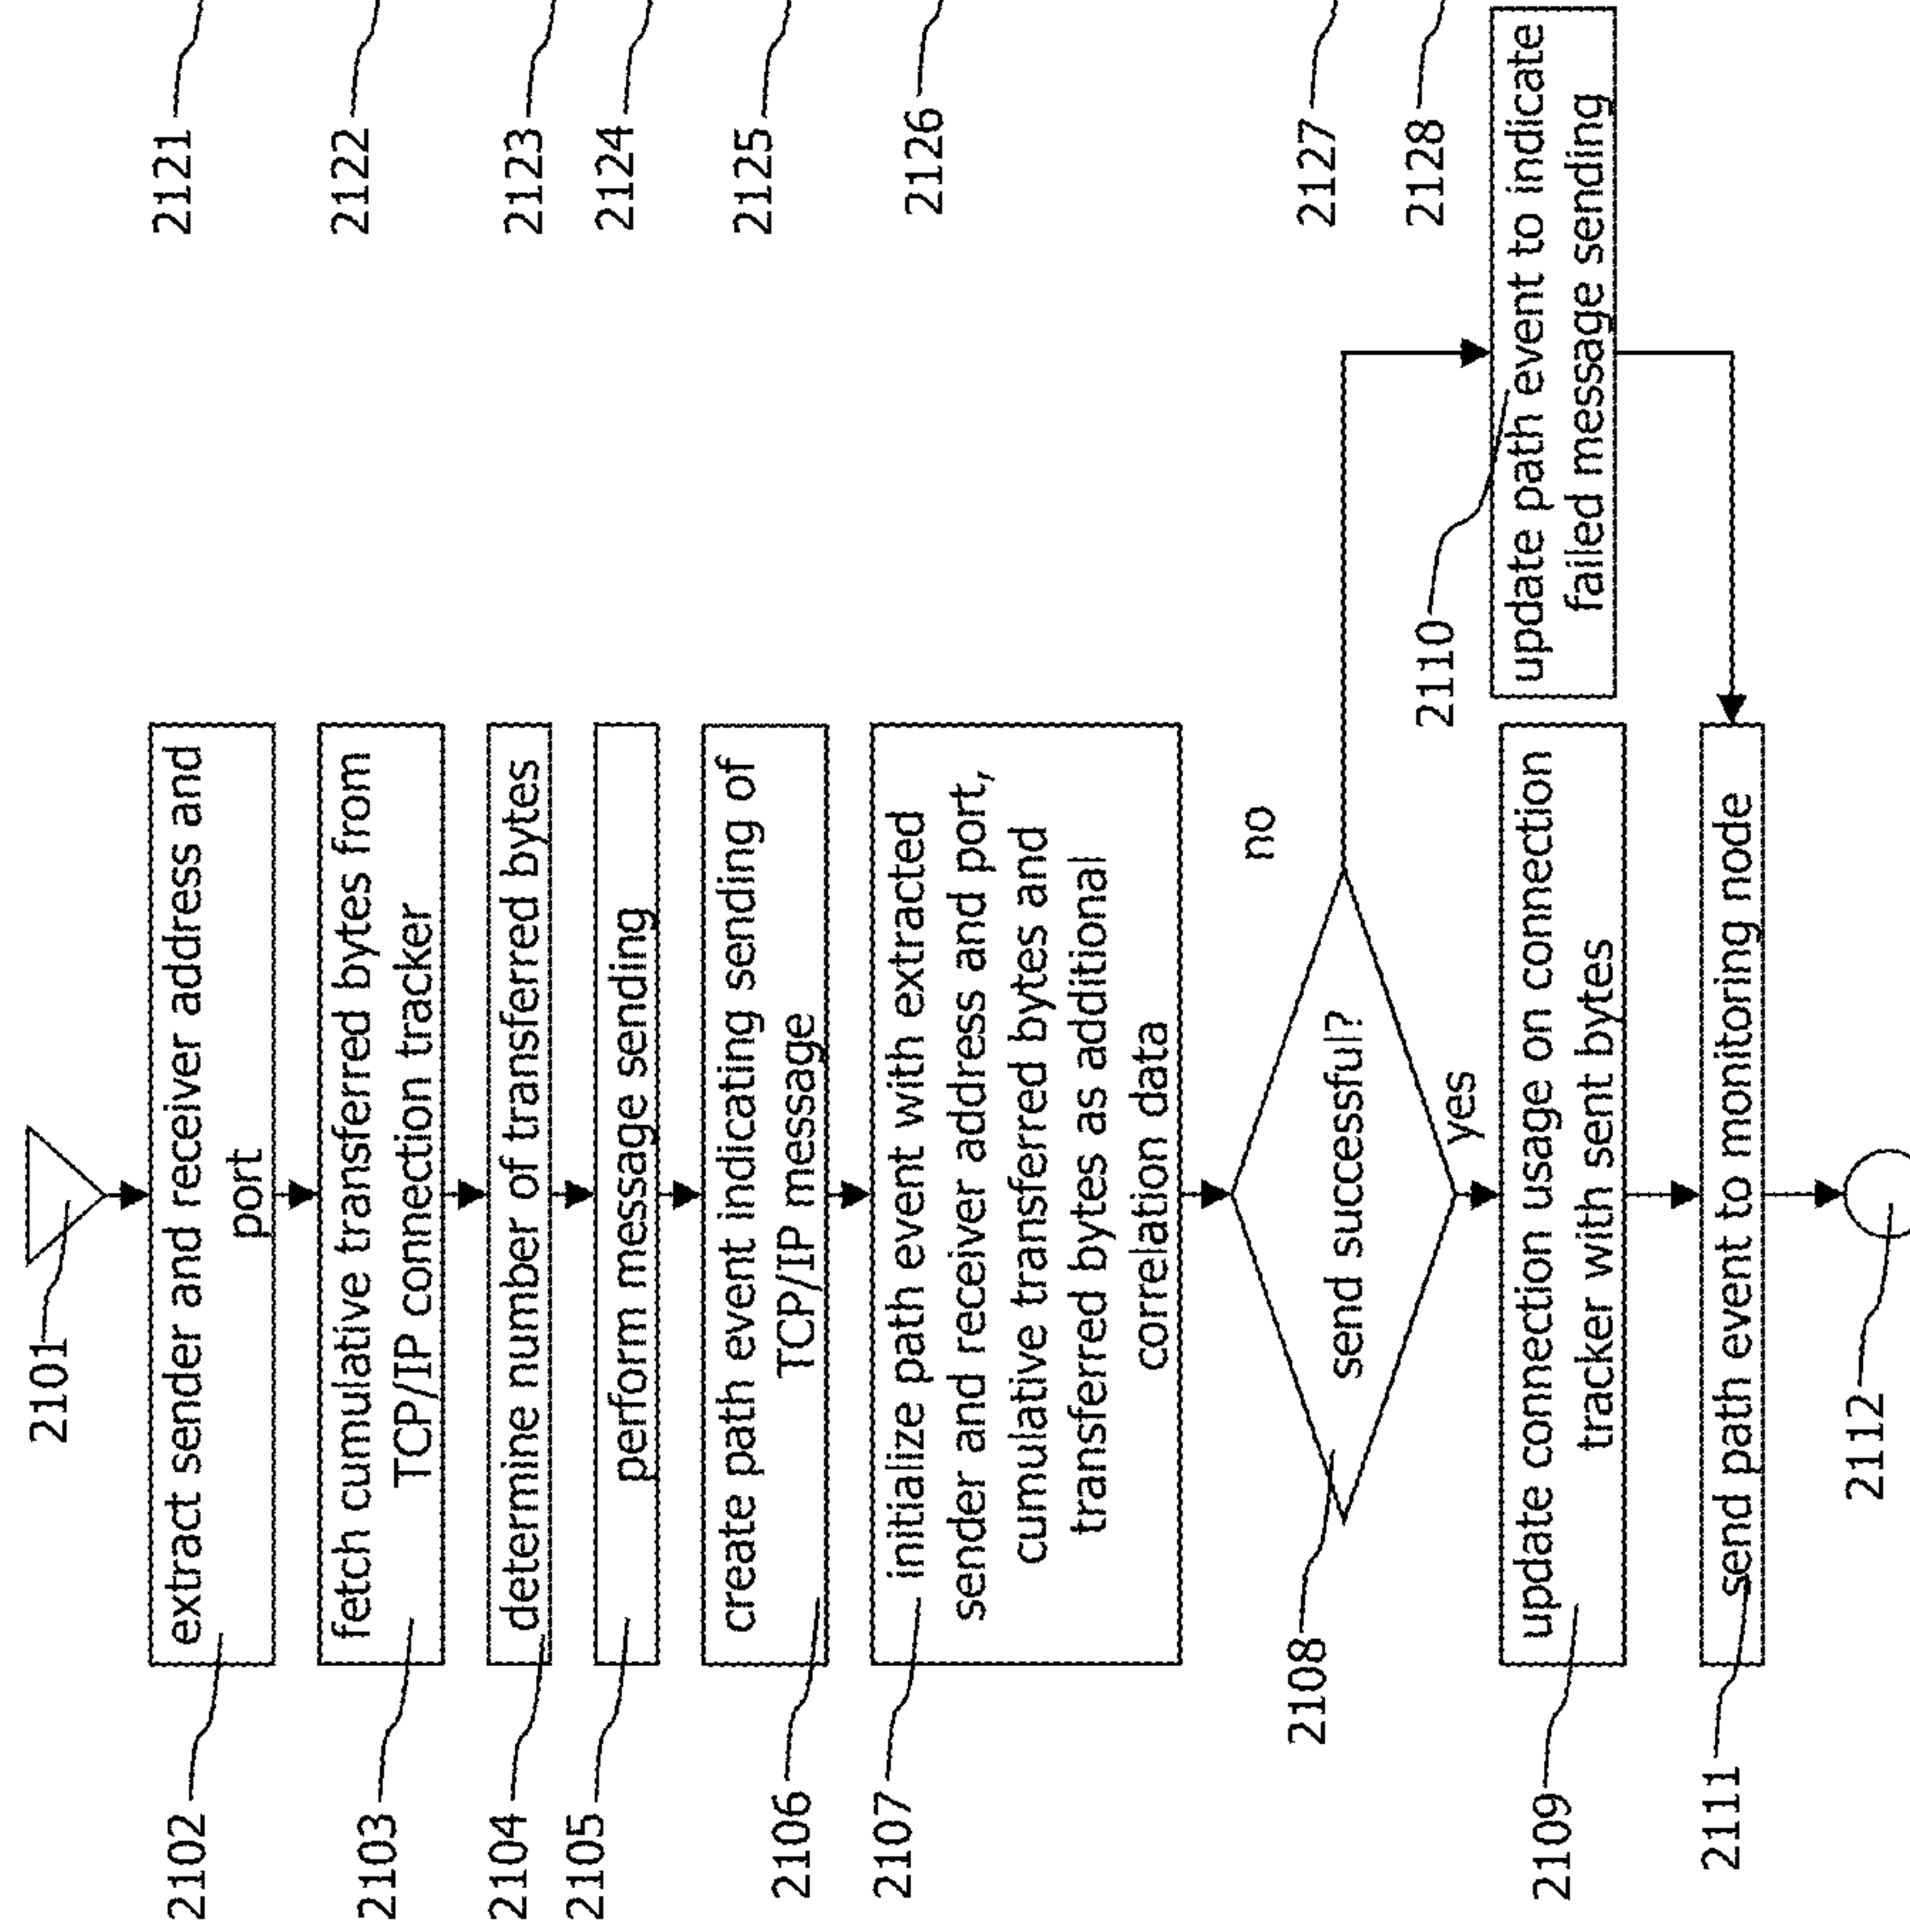 2101
2102
extract sender and receiver address and
port
2103
fetch cumulative transferred bytes from
TCP/IP connection tracker
2104
determine number of transferred bytes
2105
perform message sending
2106
create path event indicating sending of
TCP/IP message
2107
initialize path event with extracted
sender and receiver address and port,
cumulative transferred bytes and
transferred bytes as additional
correlation data
2108
send successful?
no
yes
2110
update path event to indicate
failed message sending
2109
update connection usage on connection
tracker with sent bytes
2111
send path event to monitoring node
2112
2121
2122
2123
2124
2125
2126
2127
2128